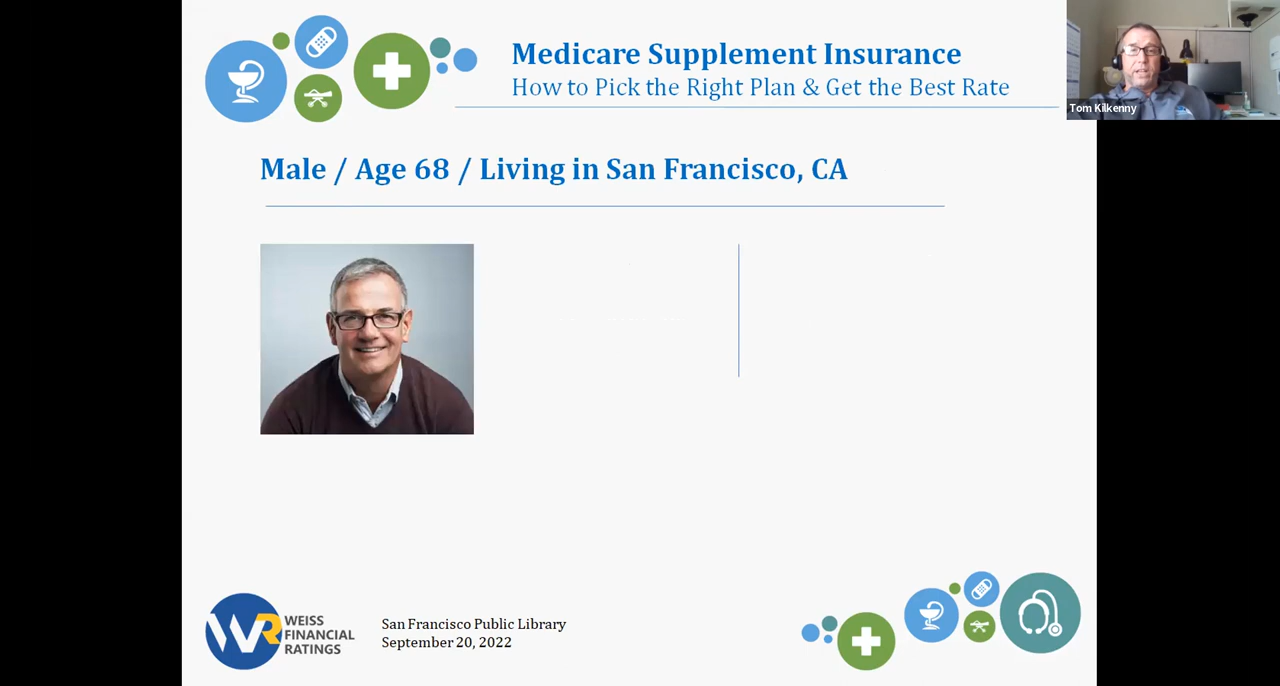 Medicare Supplement Insurance
How to Pick the Right Plan & Get the Best Rate
Tom Kilkenny
Male / Age 68 / Living in San Francisco, CA
WR WEISS
FINANCIAL
RATINGS
San Francisco Public Library
September 20, 2022